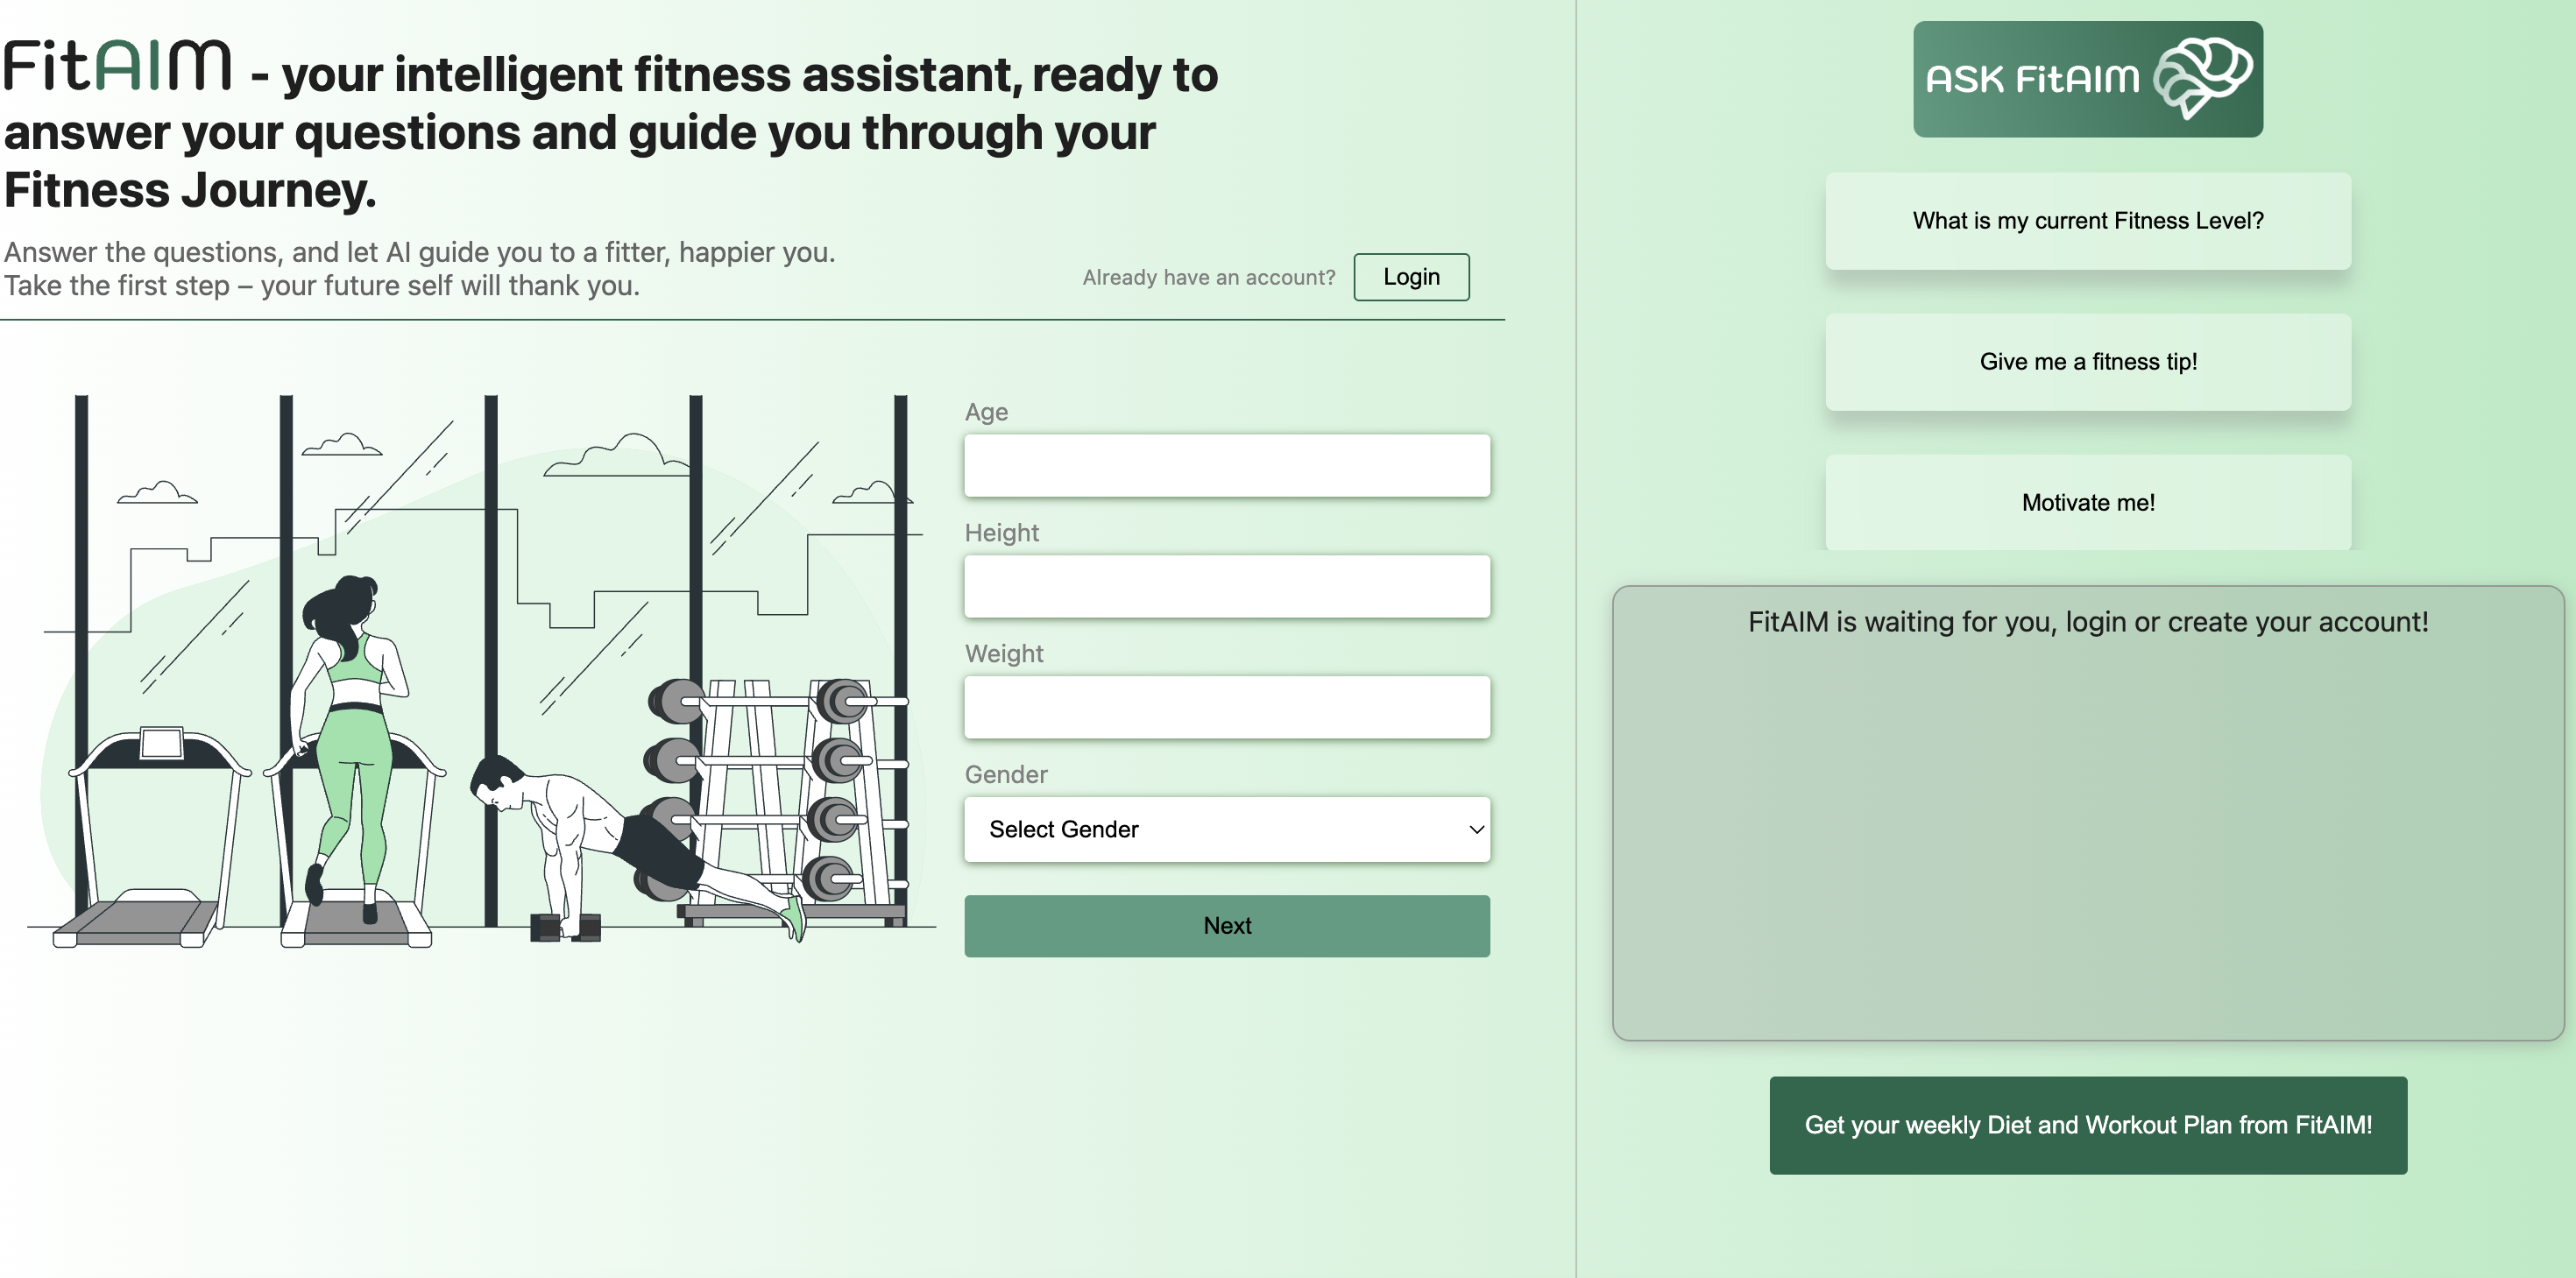 FitAIM - your intelligent fitness assistant, ready to
answer your questions and guide you through your
Fitness Journey.
Answer the questions, and let AI guide you to a fitter, happier you.
Take the first step – your future self will thank you.
Already have an account?
Login
Age
Height
Weight
Gender
Select Gender
Next
ASK FitAIM
What is my current Fitness Level?
Give me a fitness tip!
Motivate me!
FitAIM is waiting for you, login or create your account!
Get your weekly Diet and Workout Plan from FitAIM!